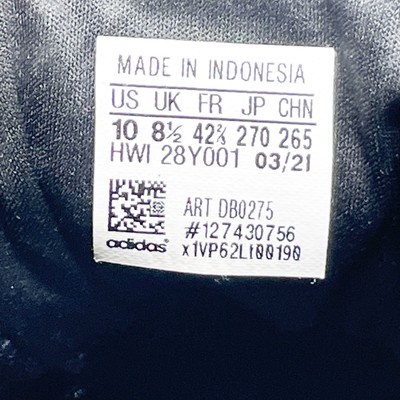 MADE IN INDONESIA
US UK FR JP CHN
10 8½ 42⅔ 270 265
HWI 28Y001 03/21
ART DB0275
#127430756
adidas x1VP62Lt00190